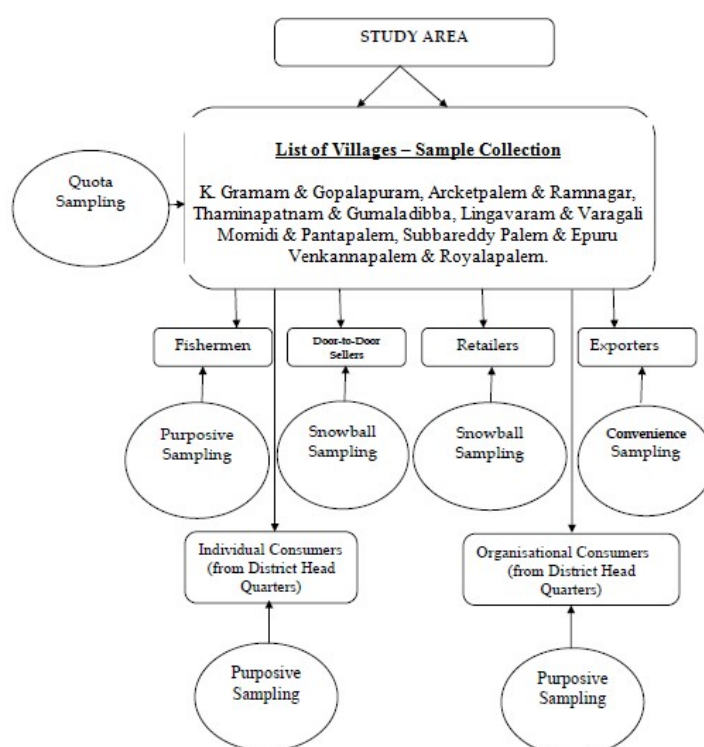 STUDY AREA
List of Villages – Sample Collection
Quota
Sampling
K. Gramam & Gopalapuram, Arcketpalem & Ramnagar,
Thaminapatnam & Gumaladibba, Lingavaram & Varagali
Momidi & Pantapalem, Subbareddy Palem & Epuru
Venkannapalem & Royalapalem.
Fishermen
Door-to-Door
Sellers
Retailers
Exporters
Purposive
Sampling
Snowball
Sampling
Snowball
Sampling
Convenience
Sampling
Individual Consumers
(from District Head
Quarters)
Organisational Consumers
(from District Head
Quarters)
Purposive
Sampling
Purposive
Sampling